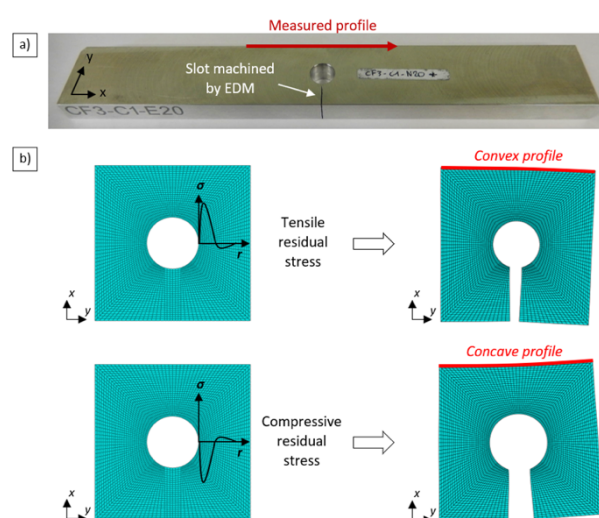 a)
Measured profile
y
x
Slot machined
by EDM
CF3-C1-N20 +
CF3-C1-E20
b)
σ
r
x
y
Tensile
residual
stress
Convex profile
x
y
σ
r
x
y
Compressive
residual
stress
Concave profile
x
y